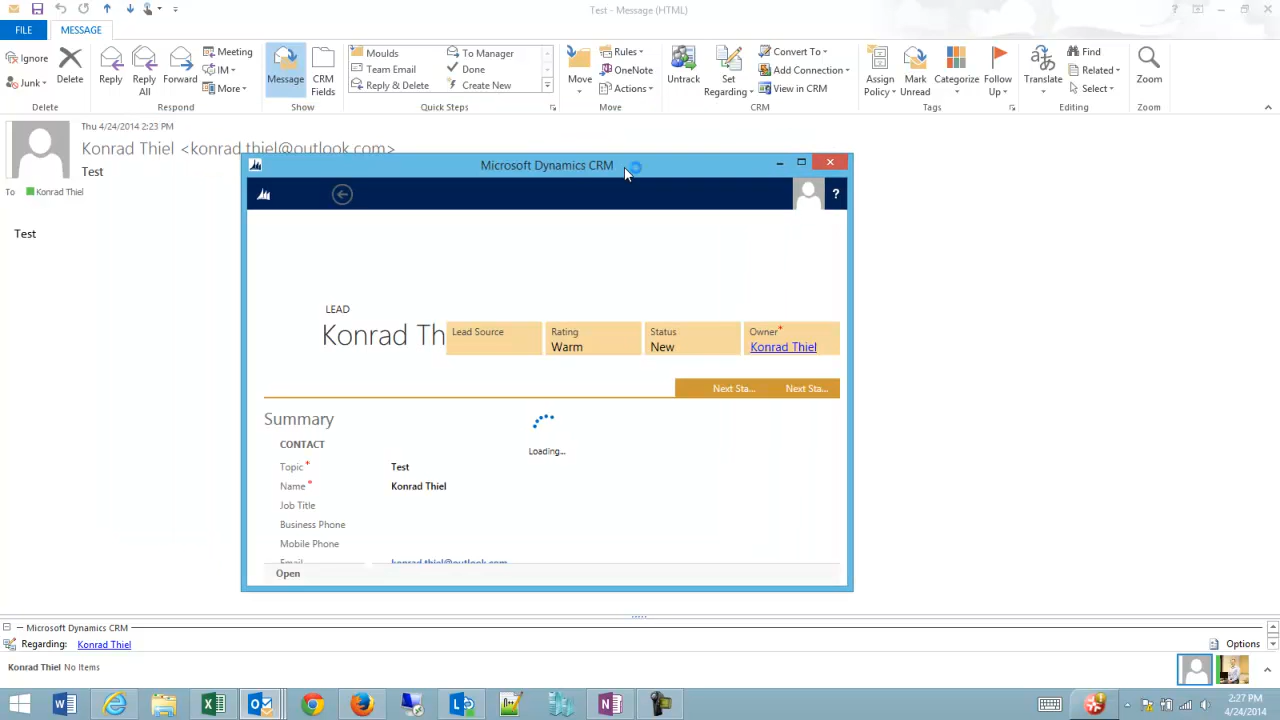 Test - Message (HTML)
FILE
MESSAGE
Ignore
Junk
Delete
Delete
Reply
Reply All
Forward
Meeting
IM
More
Respond
Message
CRM Fields
Show
Moulds
Team Email
Reply & Delete
To Manager
Done
Create New
Quick Steps
Move
Rules
OneNote
Actions
Move
Untrack
Set Regarding
Convert To
Add Connection
View in CRM
CRM
Assign Policy
Mark Unread
Categorize
Follow Up
Tags
Translate
Find
Related
Select
Editing
Zoom
Zoom
Thu 4/24/2014 2:23 PM
Konrad Thiel <konrad.thiel@outlook.com>
Test
To Konrad Thiel
Test
Microsoft Dynamics CRM
?
LEAD
Konrad Th
Lead Source
Rating
Warm
Status
New
Owner*
Konrad Thiel
Next Sta... Next Sta...
Summary
Loading...
CONTACT
Topic* Test
Name* Konrad Thiel
Job Title
Business Phone
Mobile Phone
Email konrad.thiel@outlook.com
Open
Microsoft Dynamics CRM
Regarding: Konrad Thiel
Options
Konrad Thiel No Items
2:27 PM
4/24/2014